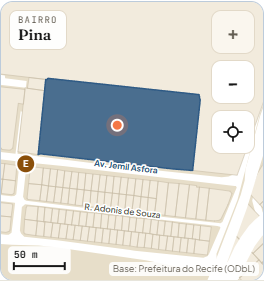 BAIRRO
Pina
+
-
E
Av. Jemil Asfora
R. Adonis de Souza
50 m
Base: Prefeitura do Recife (ODbL)